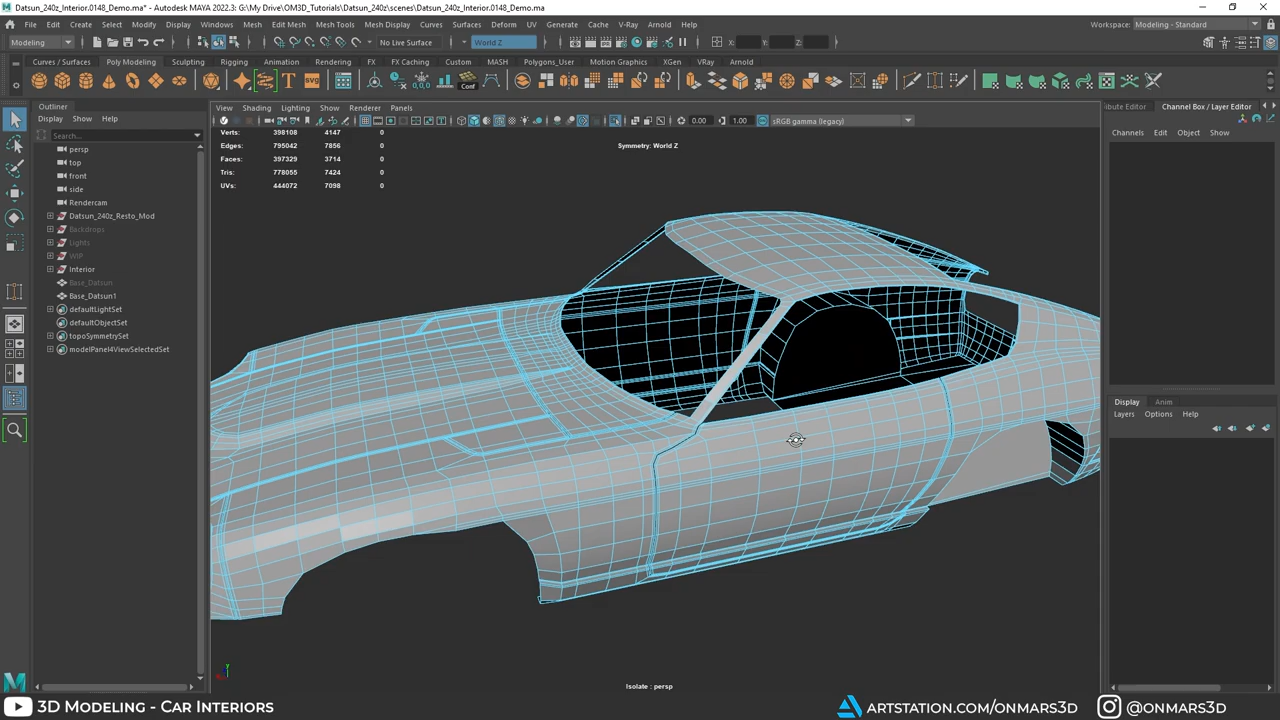 Datsun_240z_Interior.0148_Demo.ma* - Autodesk MAYA 2022.3: G:\My Drive\OM3D_Tutorials\Datsun_240z\scenes\Datsun_240z_Interior.0148_Demo.ma
File Edit Create Select Modify Display Windows Mesh Edit Mesh Mesh Tools Mesh Display Curves Surfaces Deform UV Generate Cache V-Ray Arnold Help Workspace: Modeling - Standard
Modeling No Live Surface World Z X: Y: Z:
Curves / Surfaces Poly Modeling Sculpting Rigging Animation Rendering FX FX Caching Custom MASH Polygons_User Motion Graphics XGen VRay Arnold
T SVG Conf
Outliner View Shading Lighting Show Renderer Panels bute Editor Channel Box / Layer Editor
Display Show Help 0.00 1.00 sRGB gamma (legacy)
Search... Verts: 398108 4147 0 Channels Edit Object Show
persp Edges: 795042 7856 0 Symmetry: World Z
top Faces: 397329 3714 0
front Tris: 778055 7424 0
side UVs: 444072 7098 0
Rendercam
Datsun_240z_Resto_Mod
Backdrops
Lights
WIP
Interior
Base_Datsun
Base_Datsun1
defaultLightSet
defaultObjectSet
topoSymmetrySet
modelPanel4ViewSelectedSet
Display Anim
Layers Options Help
Isolate : persp
3D MODELING - CAR INTERIORS ARTSTATION.COM/ONMARS3D @ONMARS3D